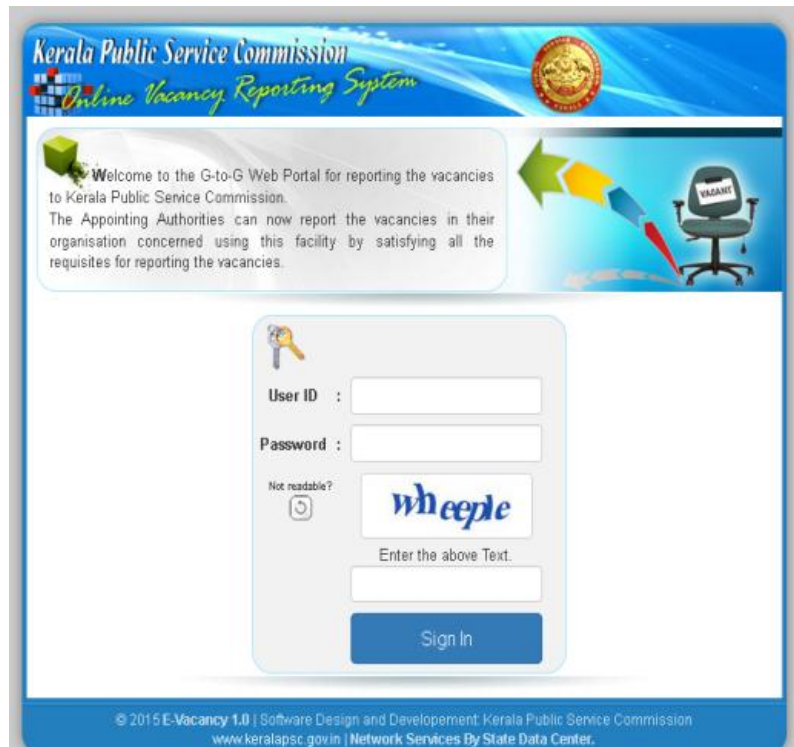 Kerala Public Service Commission
Online Vacancy Reporting System
Welcome to the G-to-G Web Portal for reporting the vacancies
to Kerala Public Service Commission.
The Appointing Authorities can now report the vacancies in their
organisation concerned using this facility by satisfying all the
requisites for reporting the vacancies.
VACANT
User ID :
Password :
Not readable?
wheeple
Enter the above Text.
Sign In
© 2015 E-Vacancy 1.0 | Software Design and Developement: Kerala Public Service Commission
www.keralapsc.gov.in | Network Services By State Data Center.